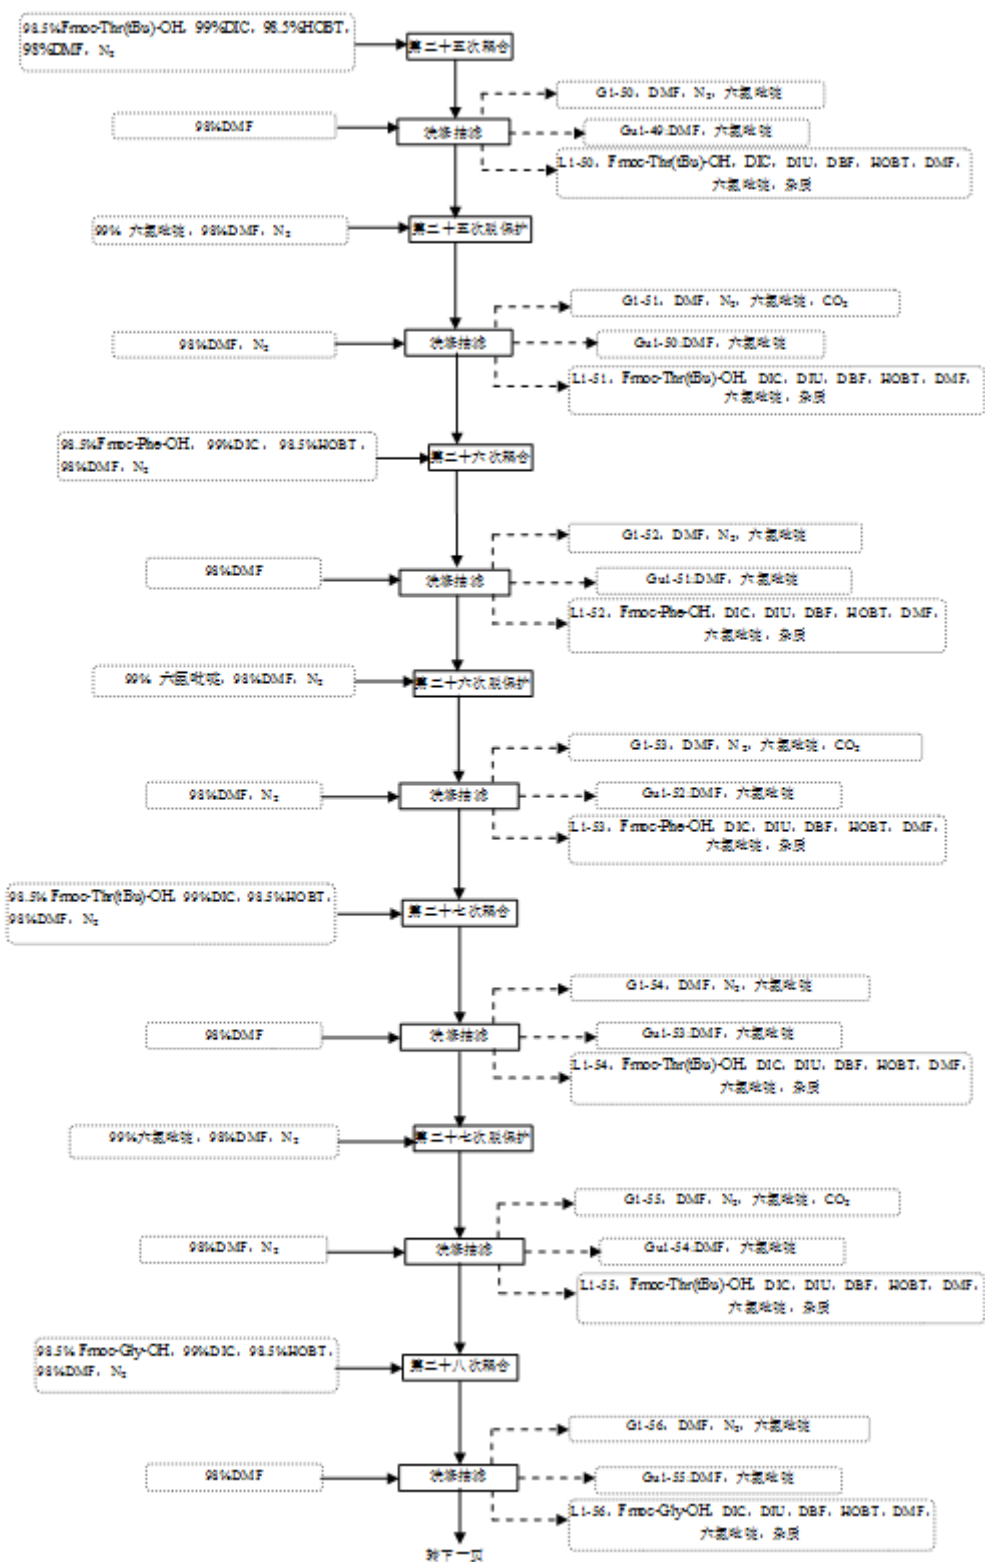 98.5%Fmoc-Thr(tBu)-OH，99%DIC，98.5%HOBT，
98%DMF，N₂
第二十五次耦合
G1-50，DMF，N₂，六氢吡啶
98%DMF
洗涤抽滤
Gu1-49:DMF，六氢吡啶
L1-50，Fmoc-Thr(tBu)-OH，DIC，DIU，DBF，HOBT，DMF，
六氢吡啶，杂质
99% 六氢吡啶，98%DMF，N₂
第二十五次脱保护
G1-51，DMF，N₂，六氢吡啶，CO₂
98%DMF，N₂
洗涤抽滤
Gu1-50:DMF，六氢吡啶
L1-51，Fmoc-Thr(tBu)-OH，DIC，DIU，DBF，HOBT，DMF，
六氢吡啶，杂质
98.5%Fmoc-Phe-OH，99%DIC，98.5%HOBT，
98%DMF，N₂
第二十六次耦合
G1-52，DMF，N₂，六氢吡啶
98%DMF
洗涤抽滤
Gu1-51:DMF，六氢吡啶
L1-52，Fmoc-Phe-OH，DIC，DIU，DBF，HOBT，DMF，
六氢吡啶，杂质
99% 六氢吡啶，98%DMF，N₂
第二十六次脱保护
G1-53，DMF，N₂，六氢吡啶，CO₂
98%DMF，N₂
洗涤抽滤
Gu1-52:DMF，六氢吡啶
L1-53，Fmoc-Phe-OH，DIC，DIU，DBF，HOBT，DMF，
六氢吡啶，杂质
98.5% Fmoc-Thr(tBu)-OH，99%DIC，98.5%HOBT，
98%DMF，N₂
第二十七次耦合
G1-54，DMF，N₂，六氢吡啶
98%DMF
洗涤抽滤
Gu1-53:DMF，六氢吡啶
L1-54，Fmoc-Thr(tBu)-OH，DIC，DIU，DBF，HOBT，DMF，
六氢吡啶，杂质
99%六氢吡啶，98%DMF，N₂
第二十七次脱保护
G1-55，DMF，N₂，六氢吡啶，CO₂
98%DMF，N₂
洗涤抽滤
Gu1-54:DMF，六氢吡啶
L1-55，Fmoc-Thr(tBu)-OH，DIC，DIU，DBF，HOBT，DMF，
六氢吡啶，杂质
98.5% Fmoc-Gly-OH，99%DIC，98.5%HOBT，
98%DMF，N₂
第二十八次耦合
G1-56，DMF，N₂，六氢吡啶
98%DMF
洗涤抽滤
Gu1-55:DMF，六氢吡啶
L1-56，Fmoc-Gly-OH，DIC，DIU，DBF，HOBT，DMF，
六氢吡啶，杂质
转下一页